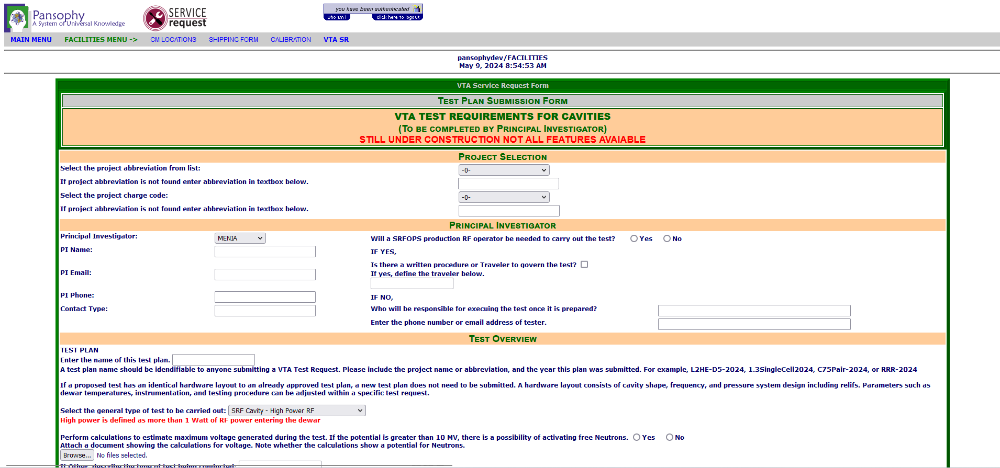 Pansophy
A System of Universal Knowledge
SERVICE
request
you have been authenticated
who am i
click here to logout
MAIN MENU FACILITIES MENU -> CM LOCATIONS SHIPPING FORM CALIBRATION VTA SR
pansophydev/FACILITIES
May 9, 2024 8:54:53 AM
VTA Service Request Form
TEST PLAN SUBMISSION FORM
VTA TEST REQUIREMENTS FOR CAVITIES
(TO BE COMPLETED BY PRINCIPAL INVESTIGATOR)
STILL UNDER CONSTRUCTION NOT ALL FEATURES AVAIABLE
PROJECT SELECTION
Select the project abbreviation from list: -0-
If project abbreviation is not found enter abbreviation in textbox below.
Select the project charge code: -0-
If project abbreviation is not found enter abbreviation in textbox below.
PRINCIPAL INVESTIGATOR
Principal Investigator: MENIA
PI Name:
PI Email:
PI Phone:
Contact Type:
Will a SRFOPS production RF operator be needed to carry out the test? Yes No
IF YES,
Is there a written procedure or Traveler to govern the test?
If yes, define the traveler below.
IF NO,
Who will be responsible for execuing the test once it is prepared?
Enter the phone number or email address of tester.
TEST OVERVIEW
TEST PLAN
Enter the name of this test plan.
A test plan name should be idendifiable to anyone submitting a VTA Test Request. Please include the project name or abbreviation, and the year this plan was submitted. For example, L2HE-D5-2024, 1.3SingleCell2024, C75Pair-2024, or RRR-2024
If a proposed test has an identical hardware layout to an already approved test plan, a new test plan does not need to be submitted. A hardware layout consists of cavity shape, frequency, and pressure system design including relifs. Parameters such as
dewar temperatures, instrumentation, and testing procedure can be adjusted within a specific test request.
Select the general type of test to be carried out: SRF Cavity - High Power RF
High power is defined as more than 1 Watt of RF power entering the dewar
Perform calculations to estimate maximum voltage generated during the test. If the potential is greater than 10 MV, there is a possibility of activating free Neutrons. Yes No
Attach a document showing the calculations for voltage. Note whether the calculations show a potential for Neutrons.
Browse... No files selected.
If Other, describe the type of test being conducted: